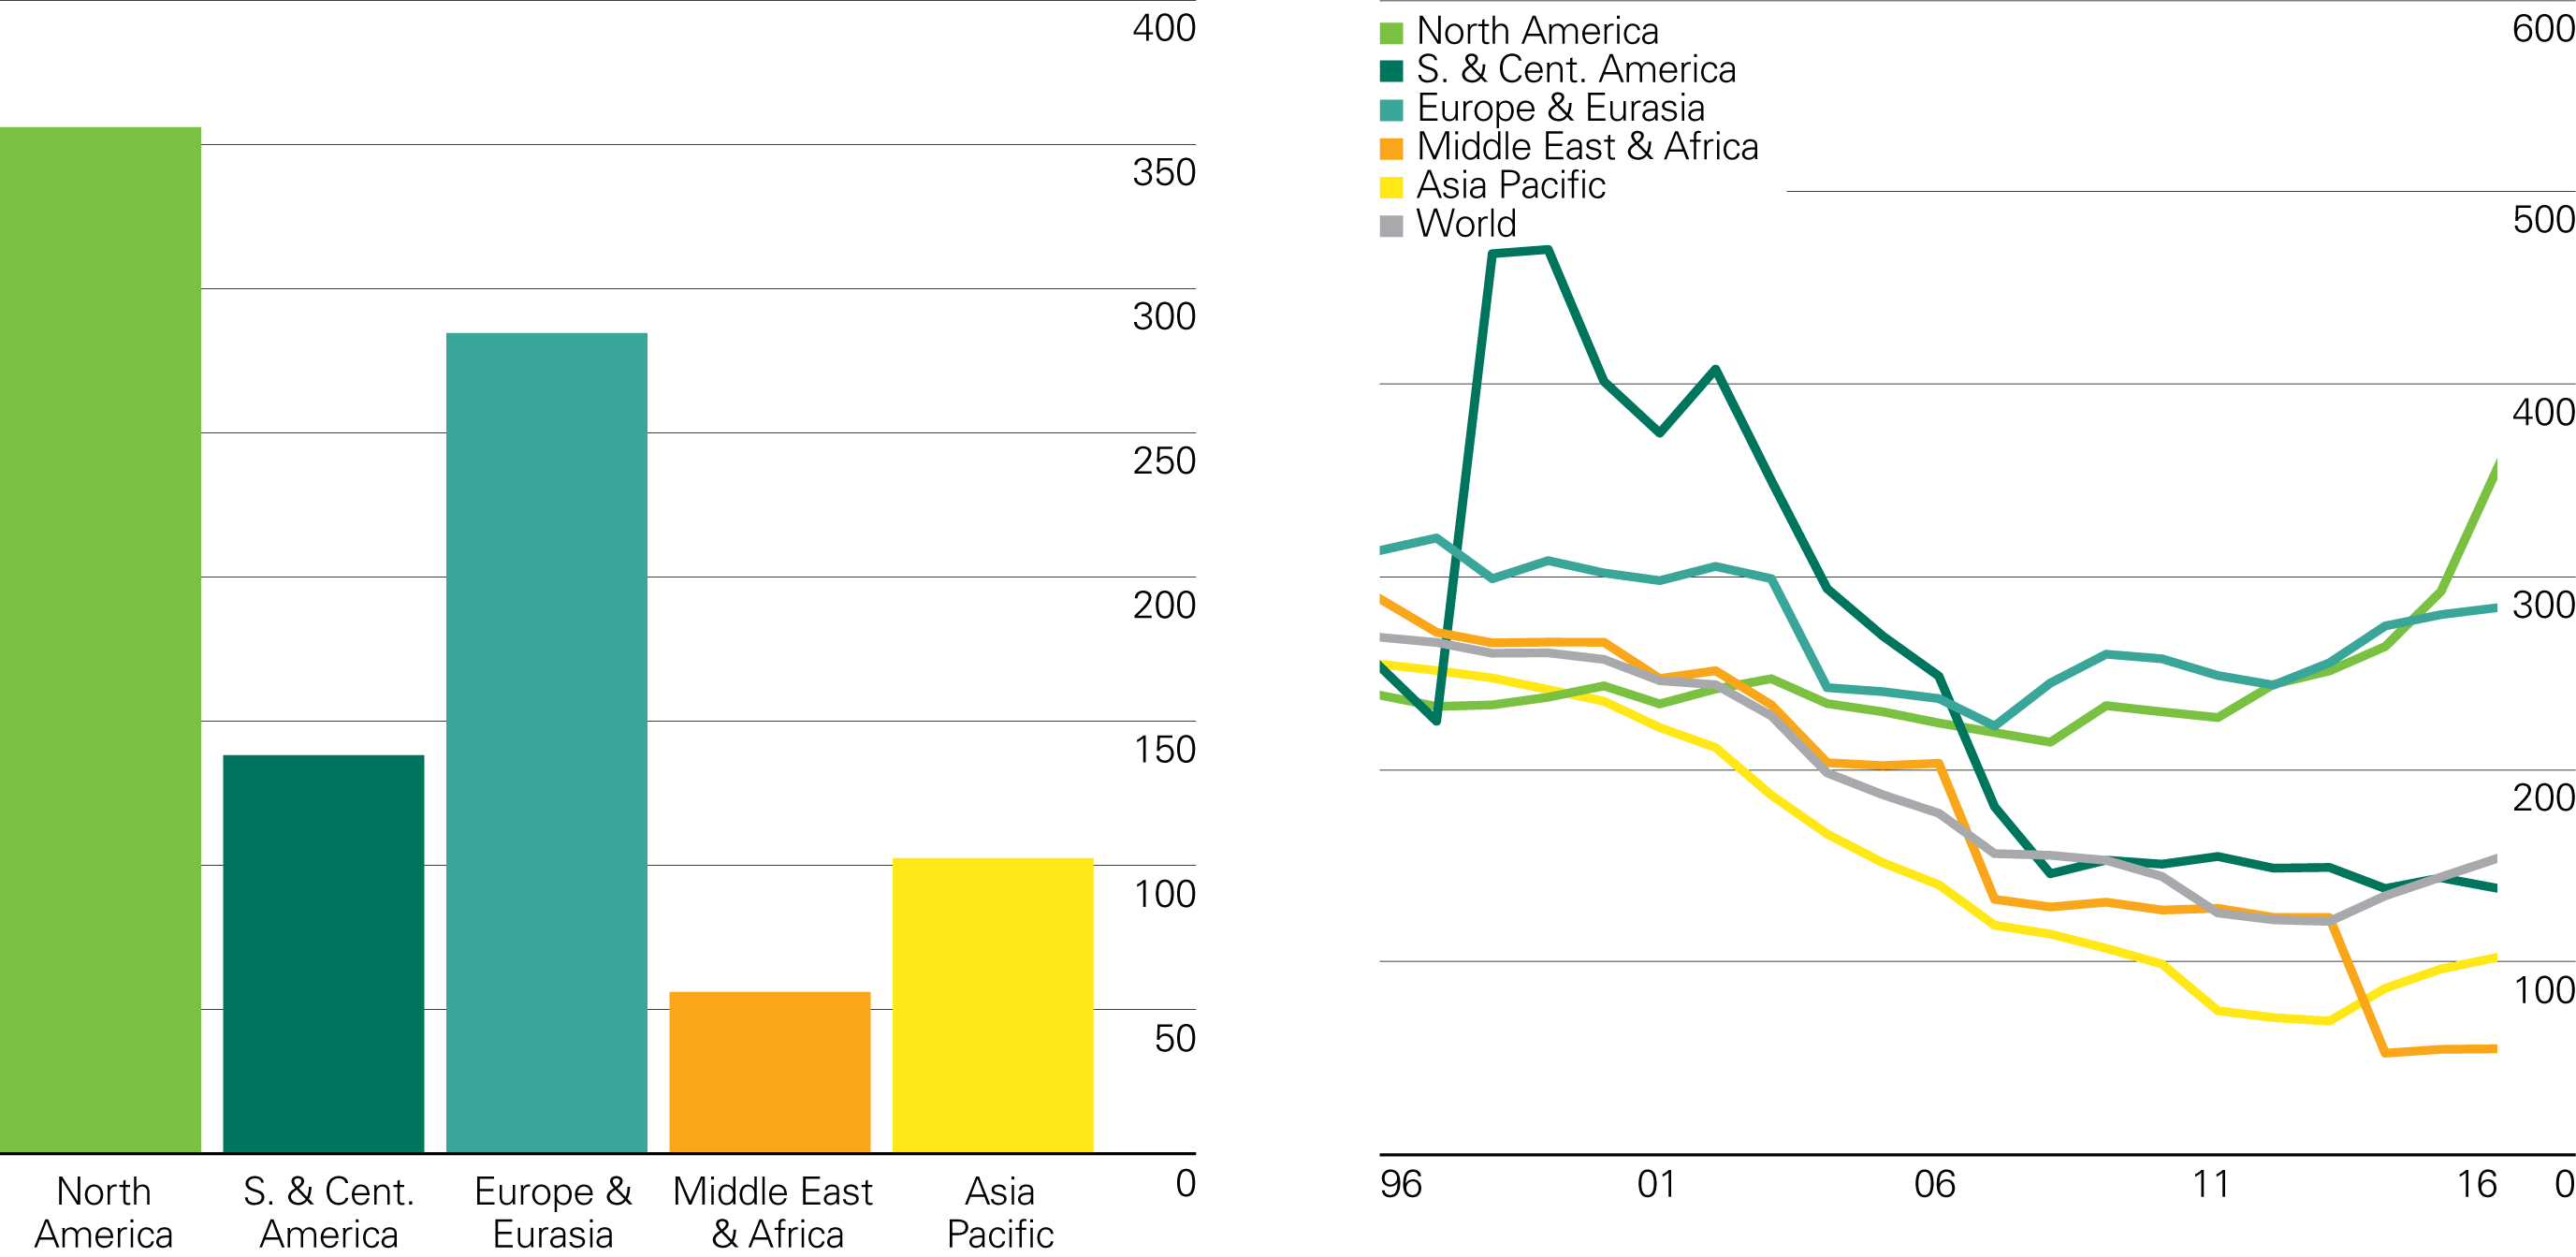 400
350
300
250
200
150
100
50
0
North
America
S. & Cent.
America
Europe &
Eurasia
Middle East
& Africa
Asia
Pacific
North America
S. & Cent. America
Europe & Eurasia
Middle East & Africa
Asia Pacific
World
600
500
400
300
200
100
0
96 01 06 11 16